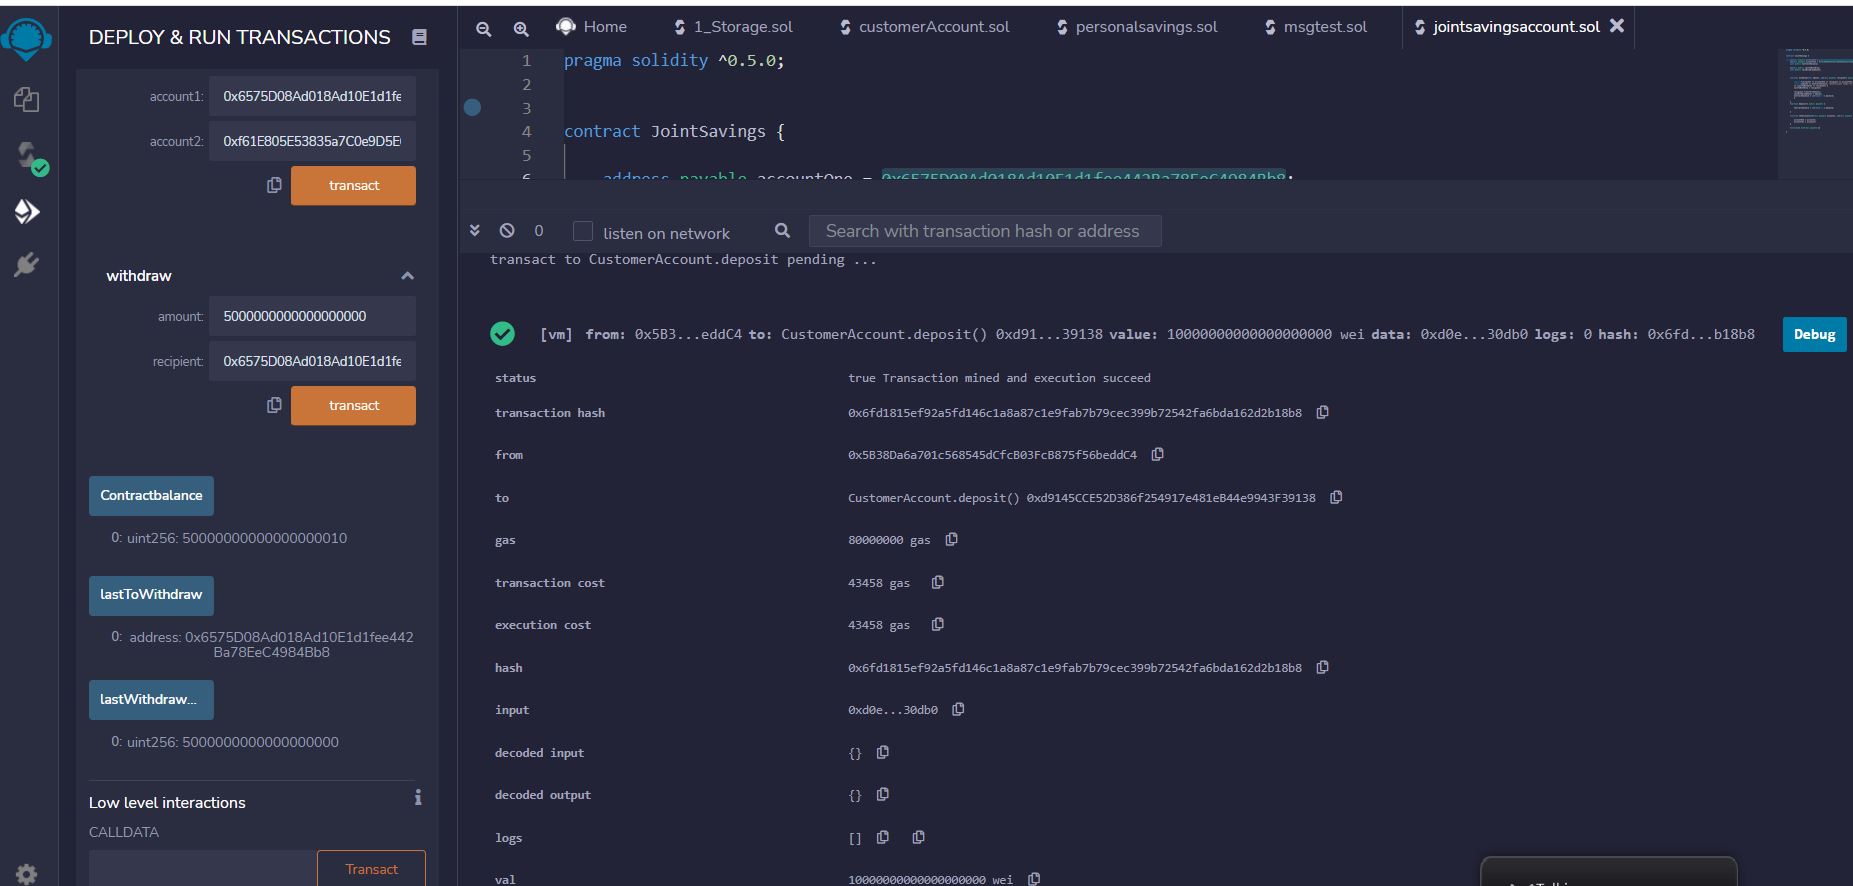 DEPLOY & RUN TRANSACTIONS
account1: 0x6575D08Ad018Ad10E1d1fe
account2: 0xf61E805E53835a7C0e9D5E
transact
withdraw
amount: 5000000000000000000
recipient: 0x6575D08Ad018Ad10E1d1fe
transact
Contractbalance
0: uint256: 50000000000000000010
lastToWithdraw
0: address: 0x6575D08Ad018Ad10E1d1fee442
Ba78EeC4984Bb8
lastWithdraw...
0: uint256: 5000000000000000000
Low level interactions
CALLDATA
Transact
Home 1_Storage.sol customerAccount.sol personalsavings.sol msgtest.sol jointsavingsaccount.sol
1 pragma solidity ^0.5.0;
2
3
4 contract JointSavings {
5
6 address payable accountOne = 0x6575D08Ad018Ad10E1d1fee442Ba78EeC4984Bb8;
0 listen on network Search with transaction hash or address
transact to CustomerAccount.deposit pending ...
[vm] from: 0x5B3...eddC4 to: CustomerAccount.deposit() 0xd91...39138 value: 10000000000000000000 wei data: 0xd0e...30db0 logs: 0 hash: 0x6fd...b18b8 Debug
status true Transaction mined and execution succeed
transaction hash 0x6fd1815ef92a5fd146c1a8a87c1e9fab7b79cec399b72542fa6bda162d2b18b8
from 0x5B38Da6a701c568545dCfcB03FcB875f56beddC4
to CustomerAccount.deposit() 0xd9145CCE52D386f254917e481eB44e9943F39138
gas 80000000 gas
transaction cost 43458 gas
execution cost 43458 gas
hash 0x6fd1815ef92a5fd146c1a8a87c1e9fab7b79cec399b72542fa6bda162d2b18b8
input 0xd0e...30db0
decoded input {}
decoded output {}
logs []
val 10000000000000000000 wei